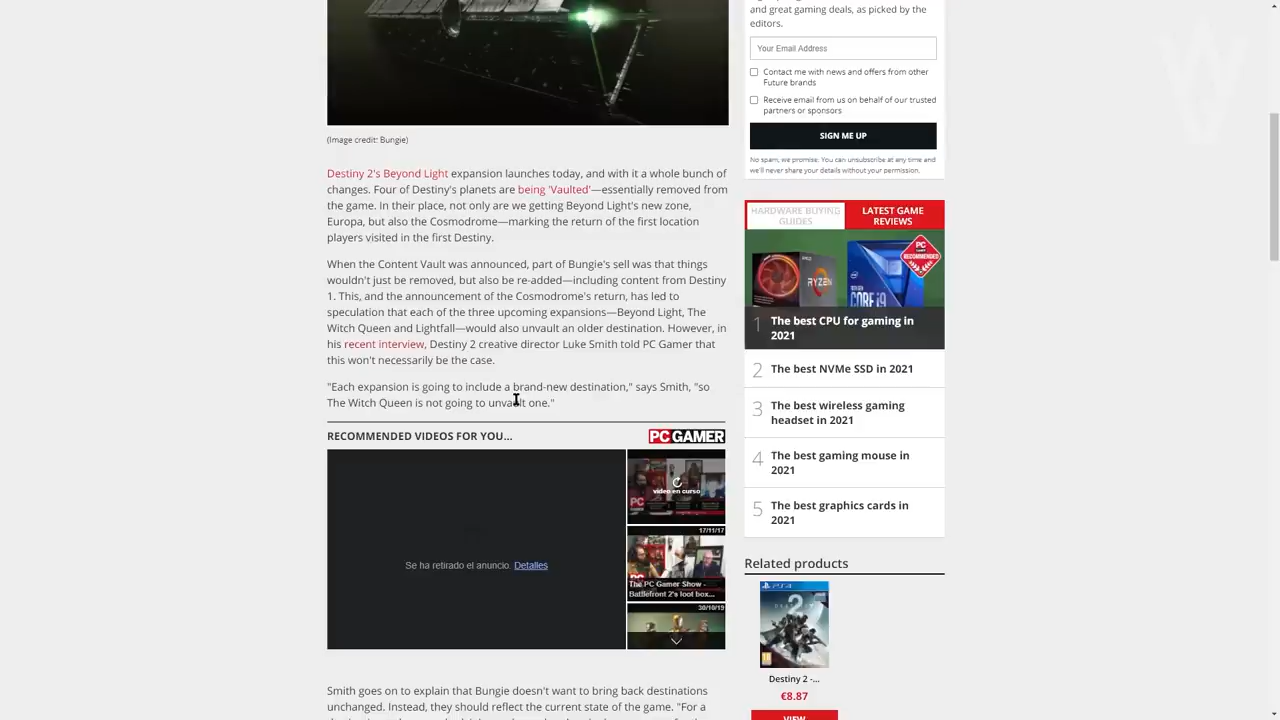 (Image credit: Bungie)
Destiny 2's Beyond Light expansion launches today, and with it a whole bunch of
changes. Four of Destiny's planets are being 'Vaulted'—essentially removed from
the game. In their place, not only are we getting Beyond Light's new zone,
Europa, but also the Cosmodrome—marking the return of the first location
players visited in the first Destiny.
When the Content Vault was announced, part of Bungie's sell was that things
wouldn't just be removed, but also be re-added—including content from Destiny
1. This, and the announcement of the Cosmodrome's return, has led to
speculation that each of the three upcoming expansions—Beyond Light, The
Witch Queen and Lightfall—would also unvault an older destination. However, in
his recent interview, Destiny 2 creative director Luke Smith told PC Gamer that
this won't necessarily be the case.
"Each expansion is going to include a brand-new destination," says Smith, "so
The Witch Queen is not going to unvault one."
RECOMMENDED VIDEOS FOR YOU...
PC GAMER
Se ha retirado el anuncio. Detalles
video en curso
17/11/17
The PC Gamer Show -
Battlefront 2's loot box...
30/10/19
Smith goes on to explain that Bungie doesn't want to bring back destinations
unchanged. Instead, they should reflect the current state of the game. "For a
and great gaming deals, as picked by the
editors.
Your Email Address
Contact me with news and offers from other
Future brands
Receive email from us on behalf of our trusted
partners or sponsors
SIGN ME UP
No spam, we promise. You can unsubscribe at any time and
we'll never share your details without your permission.
HARDWARE BUYING
GUIDES
LATEST GAME
REVIEWS
PC
GAMER
RECOMMENDED
RYZEN
CORE i9
1 The best CPU for gaming in
2021
2 The best NVMe SSD in 2021
3 The best wireless gaming
headset in 2021
4 The best gaming mouse in
2021
5 The best graphics cards in
2021
Related products
Destiny 2 -...
€8.87
VIEW
W